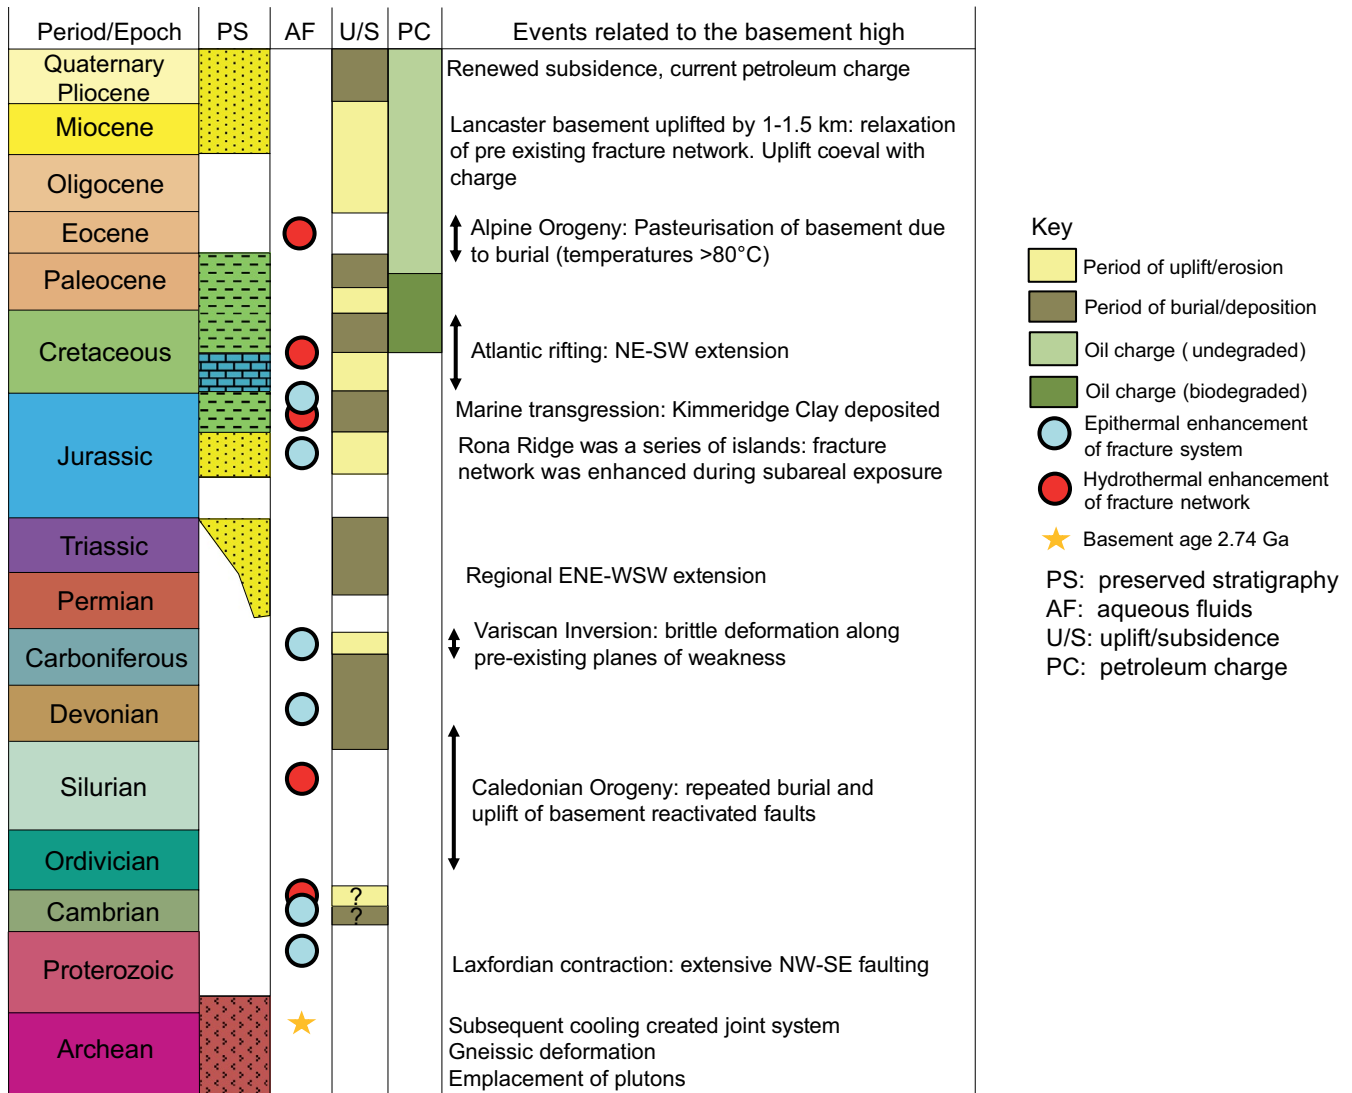 Period/Epoch PS AF U/S PC Events related to the basement high
Quaternary
Pliocene
Renewed subsidence, current petroleum charge
Miocene
Lancaster basement uplifted by 1-1.5 km: relaxation
of pre existing fracture network. Uplift coeval with
charge
Oligocene
Eocene
Alpine Orogeny: Pasteurisation of basement due
to burial (temperatures >80°C)
Paleocene
Cretaceous
Atlantic rifting: NE-SW extension
Marine transgression: Kimmeridge Clay deposited
Jurassic
Rona Ridge was a series of islands: fracture
network was enhanced during subareal exposure
Triassic
Regional ENE-WSW extension
Permian
Carboniferous
Variscan Inversion: brittle deformation along
pre-existing planes of weakness
Devonian
Silurian
Caledonian Orogeny: repeated burial and
uplift of basement reactivated faults
Ordivician
?
Cambrian
?
Proterozoic
Laxfordian contraction: extensive NW-SE faulting
Archean
Subsequent cooling created joint system
Gneissic deformation
Emplacement of plutons
Key
Period of uplift/erosion
Period of burial/deposition
Oil charge ( undegraded)
Oil charge (biodegraded)
Epithermal enhancement
of fracture system
Hydrothermal enhancement
of fracture network
Basement age 2.74 Ga
PS: preserved stratigraphy
AF: aqueous fluids
U/S: uplift/subsidence
PC: petroleum charge